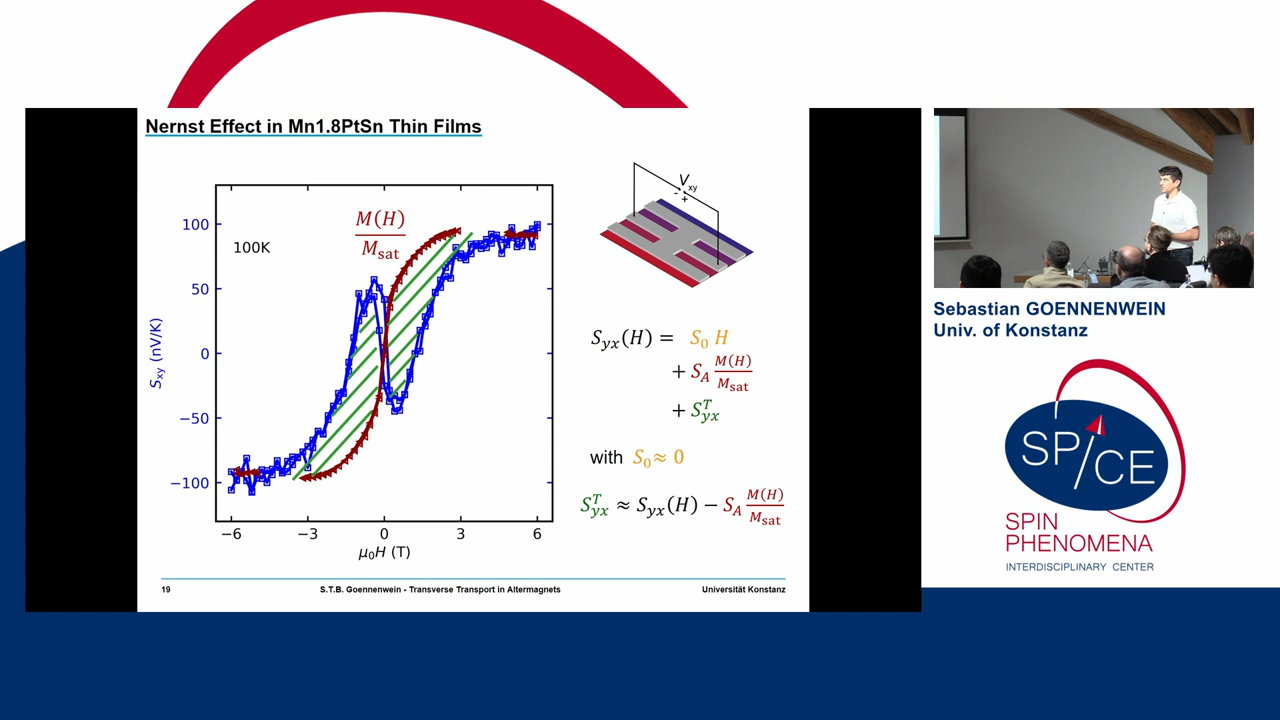 Nernst Effect in Mn1.8PtSn Thin Films
100K
M(H)
M_sat
S_xy (nV/K)
100
50
0
−50
−100
−6 −3 0 3 6
μ₀H (T)
V_xy
- +
S_yx(H) = S_0 H
+ S_A M(H)/M_sat
+ S^T_yx
with S_0 ≈ 0
S^T_yx ≈ S_yx(H) − S_A M(H)/M_sat
19 S.T.B. Goennenwein - Transverse Transport in Altermagnets Universität Konstanz
Sebastian GOENNENWEIN
Univ. of Konstanz
SP/CE
SPIN
PHENOMENA
INTERDISCIPLINARY CENTER